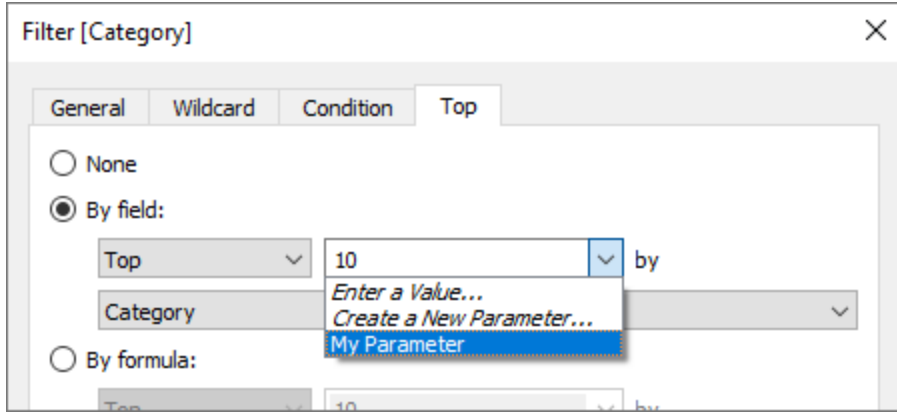 Filter [Category]
General Wildcard Condition Top
None
By field:
Top 10 by
Enter a Value...
Create a New Parameter...
Category
My Parameter
By formula:
Top 10 by